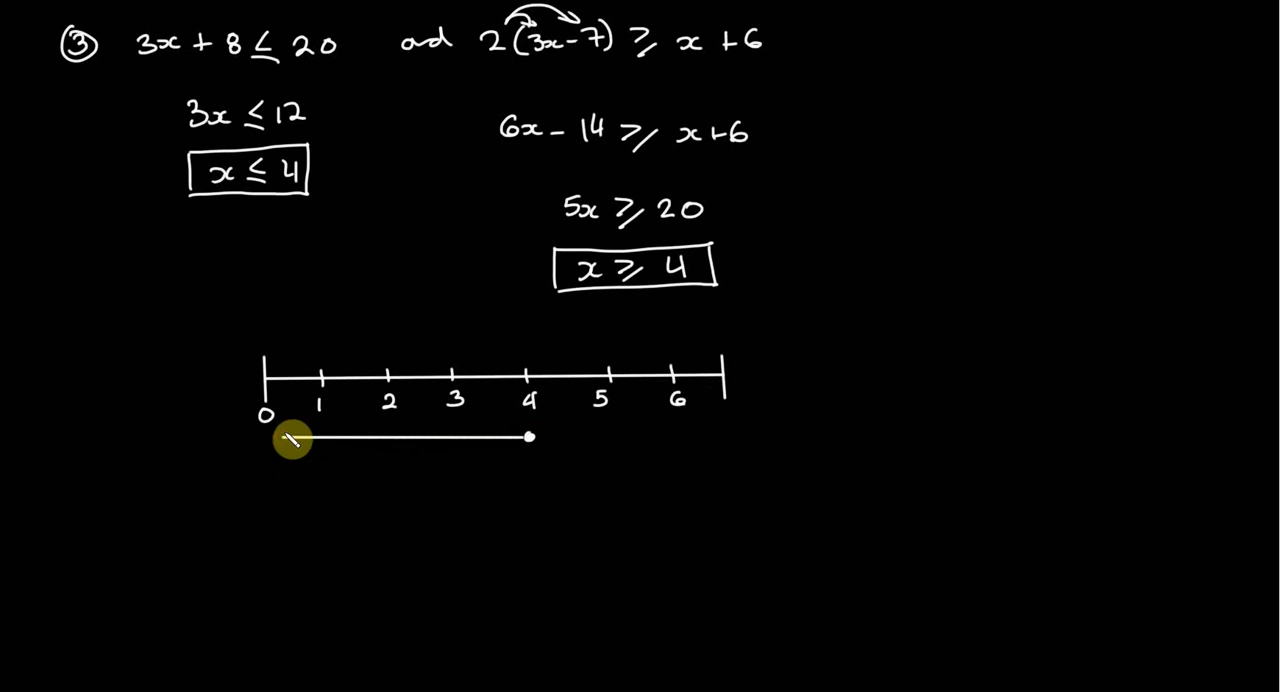 ③ 3x + 8 ≤ 20 and 2(3x - 7) ⩾ x + 6
3x ≤ 12
6x - 14 ⩾ x + 6
x ≤ 4
5x ⩾ 20
x ⩾ 4
0 1 2 3 4 5 6